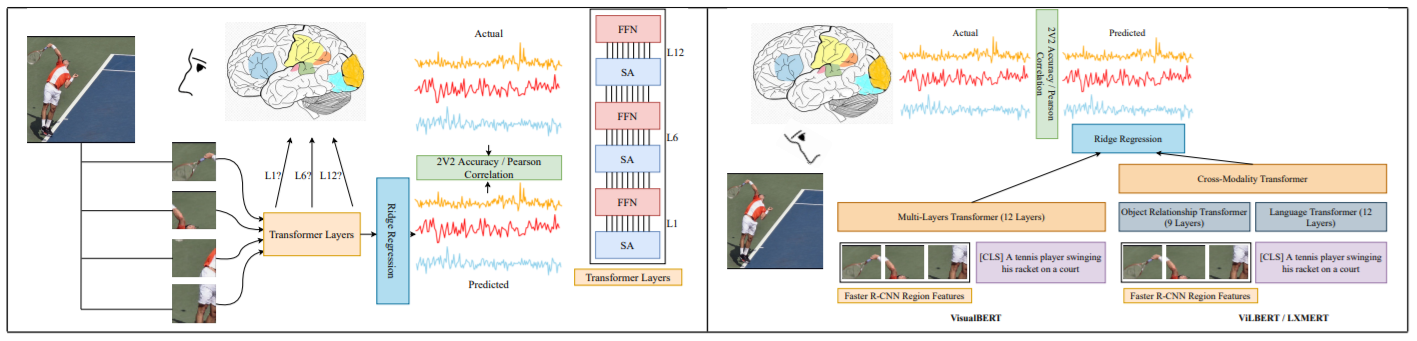 Actual
2V2 Accuracy / Pearson
Correlation
Predicted
L1?
L6?
L12?
Transformer Layers
Ridge Regression
FFN
SA
L12
FFN
SA
L6
FFN
SA
L1
Transformer Layers
Actual
2V2 Accuracy / Pearson
Correlation
Predicted
Ridge Regression
Multi-Layers Transformer (12 Layers)
[CLS] A tennis player swinging
his racket on a court
Faster R-CNN Region Features
VisualBERT
Cross-Modality Transformer
Object Relationship Transformer
(9 Layers)
Language Transformer (12
Layers)
[CLS] A tennis player swinging
his racket on a court
Faster R-CNN Region Features
ViLBERT / LXMERT